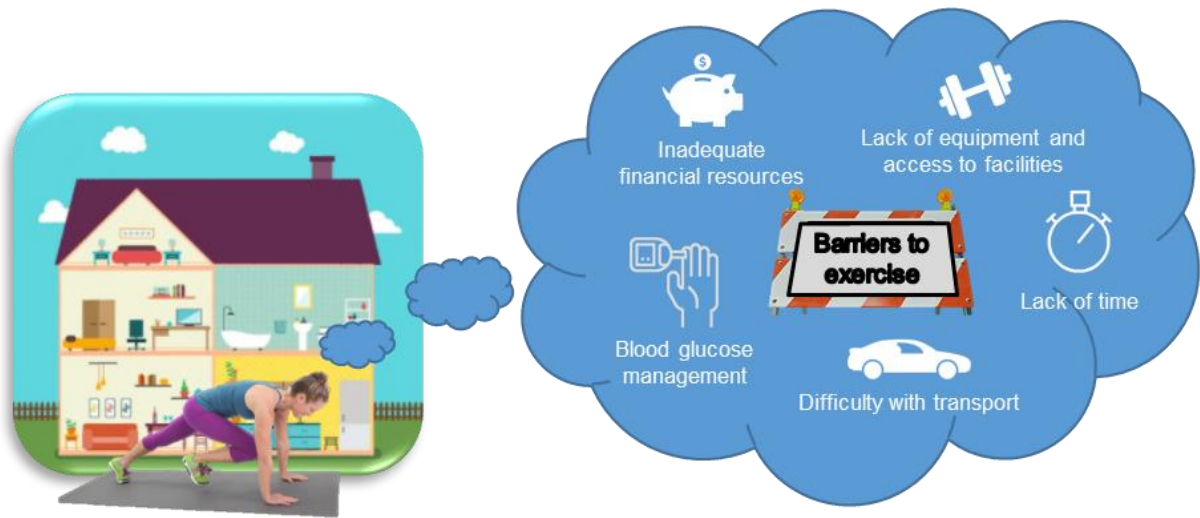 $
Inadequate
financial resources
Lack of equipment and
access to facilities
Barriers to
exercise
Lack of time
Blood glucose
management
Difficulty with transport